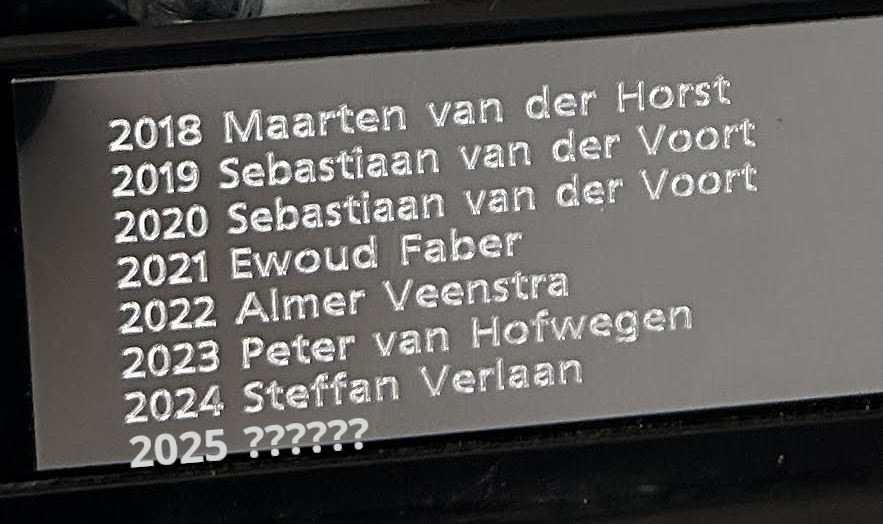 2018 Maarten van der Horst
2019 Sebastiaan van der Voort
2020 Sebastiaan van der Voort
2021 Ewoud Faber
2022 Almer Veenstra
2023 Peter van Hofwegen
2024 Steffan Verlaan
2025 ??????